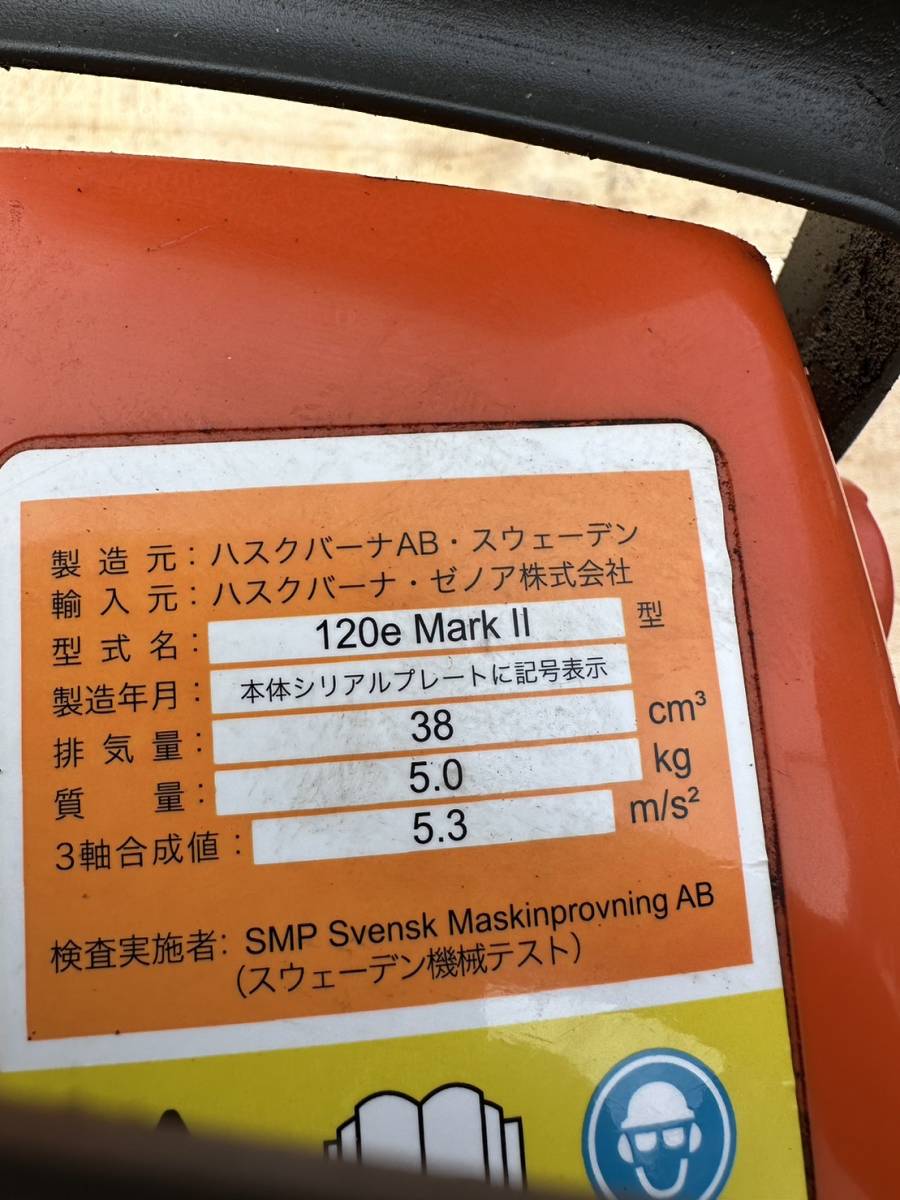 製造元：ハスクバーナAB・スウェーデン
輸入元：ハスクバーナ・ゼノア株式会社
型式名： 120e Mark II 型
製造年月： 本体シリアルプレートに記号表示
排気量： 38 cm³
質量： 5.0 kg
3軸合成値： 5.3 m/s²
検査実施者：SMP Svensk Maskinprovning AB
（スウェーデン機械テスト）